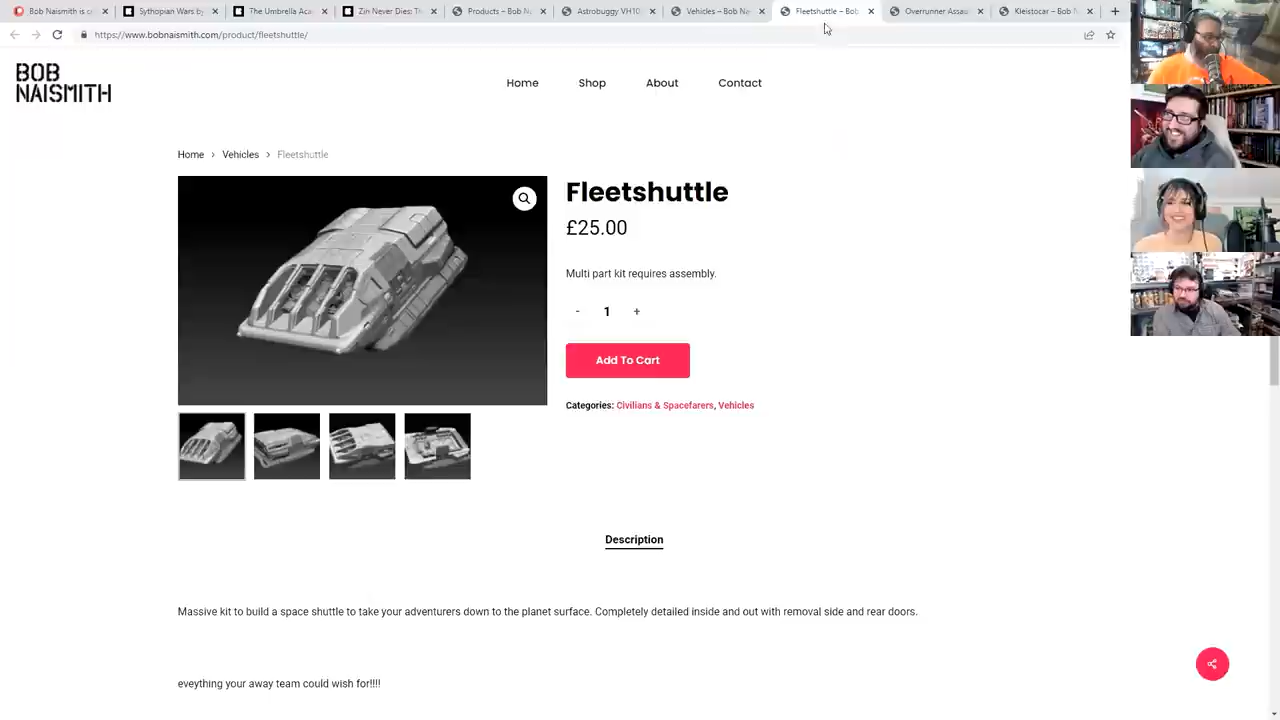 Bob Naismith is c
Sythopian Wars by
The Umbrella Aca
Zin Never Dies: Th
Products – Bob N
Astrobuggy VH10
Vehicles – Bob Na
Fleetshuttle – Bob
Overrunner Assau
Kleistocar – Bob N
https://www.bobnaismith.com/product/fleetshuttle/
BOB
NAISMITH
Home
Shop
About
Contact
Home › Vehicles › Fleetshuttle
Fleetshuttle
£25.00
Multi part kit requires assembly.
- 1 +
Add To Cart
Categories: Civilians & Spacefarers, Vehicles
Description
Massive kit to build a space shuttle to take your adventurers down to the planet surface. Completely detailed inside and out with removal side and rear doors.
eveything your away team could wish for!!!!